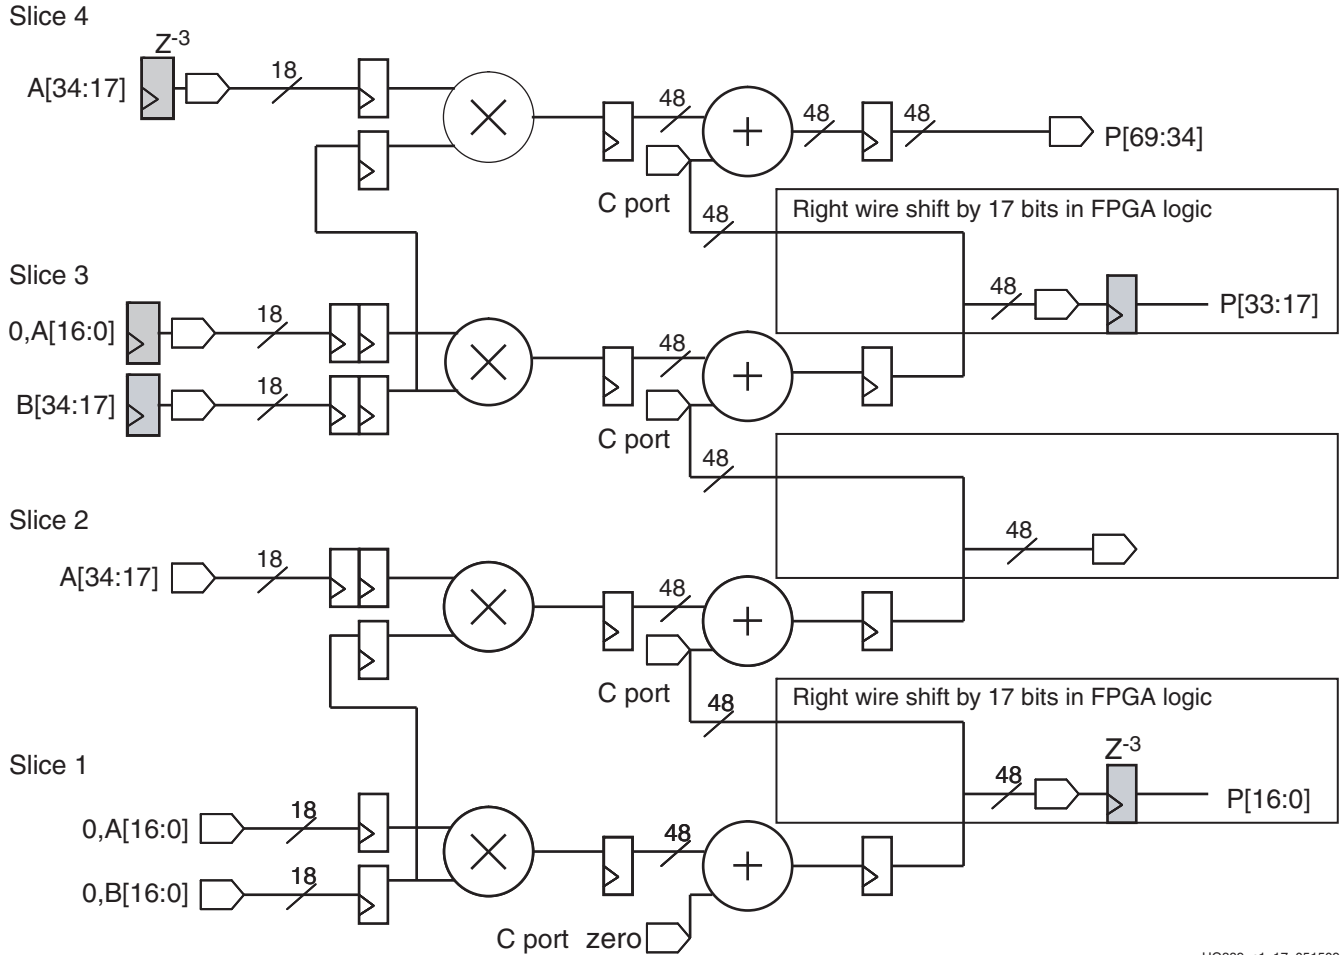 Slice 4
Z-3
A[34:17]
18
48
48
48
P[69:34]
C port
48
Right wire shift by 17 bits in FPGA logic
Slice 3
0,A[16:0]
18
48
48
P[33:17]
B[34:17]
18
C port
48
Slice 2
A[34:17]
18
48
48
C port
48
Right wire shift by 17 bits in FPGA logic
Slice 1
Z-3
0,A[16:0]
18
48
48
P[16:0]
0,B[16:0]
18
C port zero